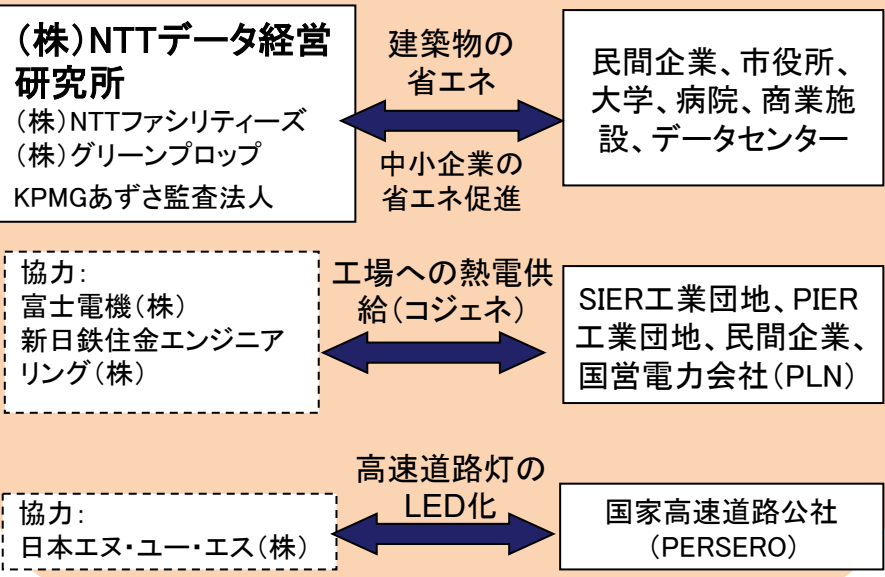 (株)NTTデータ経営
研究所
(株)NTTファシリティーズ
(株)グリーンプロップ
KPMGあずさ監査法人
建築物の
省エネ
中小企業の
省エネ促進
民間企業、市役所、
大学、病院、商業施
設、データセンター
協力:
富士電機(株)
新日鉄住金エンジニア
リング(株)
工場への熱電供
給(コジェネ)
SIER工業団地、PIER
工業団地、民間企業、
国営電力会社(PLN)
協力:
日本エヌ・ユー・エス(株)
高速道路灯の
LED化
国家高速道路公社
(PERSERO)